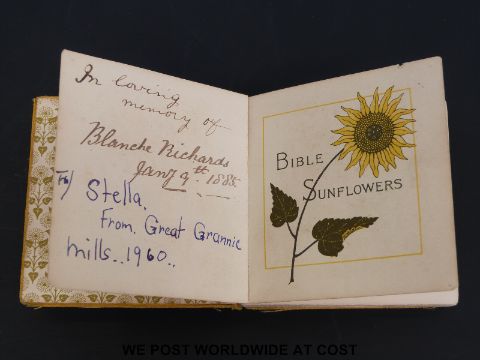 In loving
memory of
Blanche Richards
Jany 9th 1885.
To/ Stella.
From. Great Grannie
Mills.. 1960..
BIBLE
SUNFLOWERS
WE POST WORLDWIDE AT COST